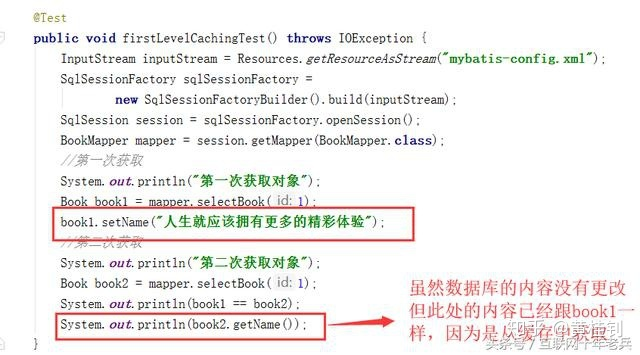 @Test
public void firstLevelCachingTest() throws IOException {
InputStream inputStream = Resources.getResourceAsStream("mybatis-config.xml");
SqlSessionFactory sqlSessionFactory =
new SqlSessionFactoryBuilder().build(inputStream);
SqlSession session = sqlSessionFactory.openSession();
BookMapper mapper = session.getMapper(BookMapper.class);
//第一次获取
System.out.println("第一次获取对象");
Book book1 = mapper.selectBook( id: 1);
book1.setName("人生就应该拥有更多的精彩体验");
//第二次获取
System.out.println("第二次获取对象");
Book book2 = mapper.selectBook( id: 1);
System.out.println(book1 == book2);
System.out.println(book2.getName());
}
虽然数据库的内容没有更改
但此处的内容已经跟book1一
样，因为是从缓存里获取
头条号／互联网十年老兵